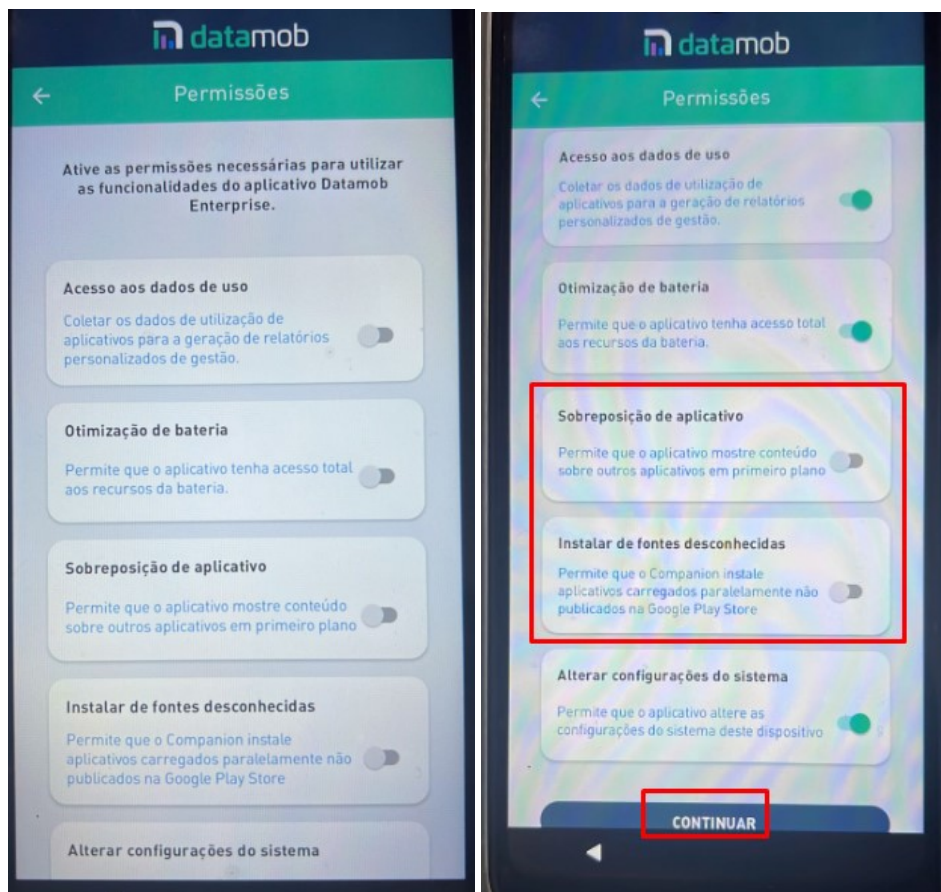 datamob
Permissões
Ative as permissões necessárias para utilizar
as funcionalidades do aplicativo Datamob
Enterprise.
Acesso aos dados de uso
Coletar os dados de utilização de
aplicativos para a geração de relatórios
personalizados de gestão.
Otimização de bateria
Permite que o aplicativo tenha acesso total
aos recursos da bateria.
Sobreposição de aplicativo
Permite que o aplicativo mostre conteúdo
sobre outros aplicativos em primeiro plano
Instalar de fontes desconhecidas
Permite que o Companion instale
aplicativos carregados paralelamente não
publicados na Google Play Store
Alterar configurações do sistema
datamob
Permissões
Acesso aos dados de uso
Coletar os dados de utilização de
aplicativos para a geração de relatórios
personalizados de gestão.
Otimização de bateria
Permite que o aplicativo tenha acesso total
aos recursos da bateria.
Sobreposição de aplicativo
Permite que o aplicativo mostre conteúdo
sobre outros aplicativos em primeiro plano
Instalar de fontes desconhecidas
Permite que o Companion instale
aplicativos carregados paralelamente não
publicados na Google Play Store
Alterar configurações do sistema
Permite que o aplicativo altere as
configurações do sistema deste dispositivo
CONTINUAR